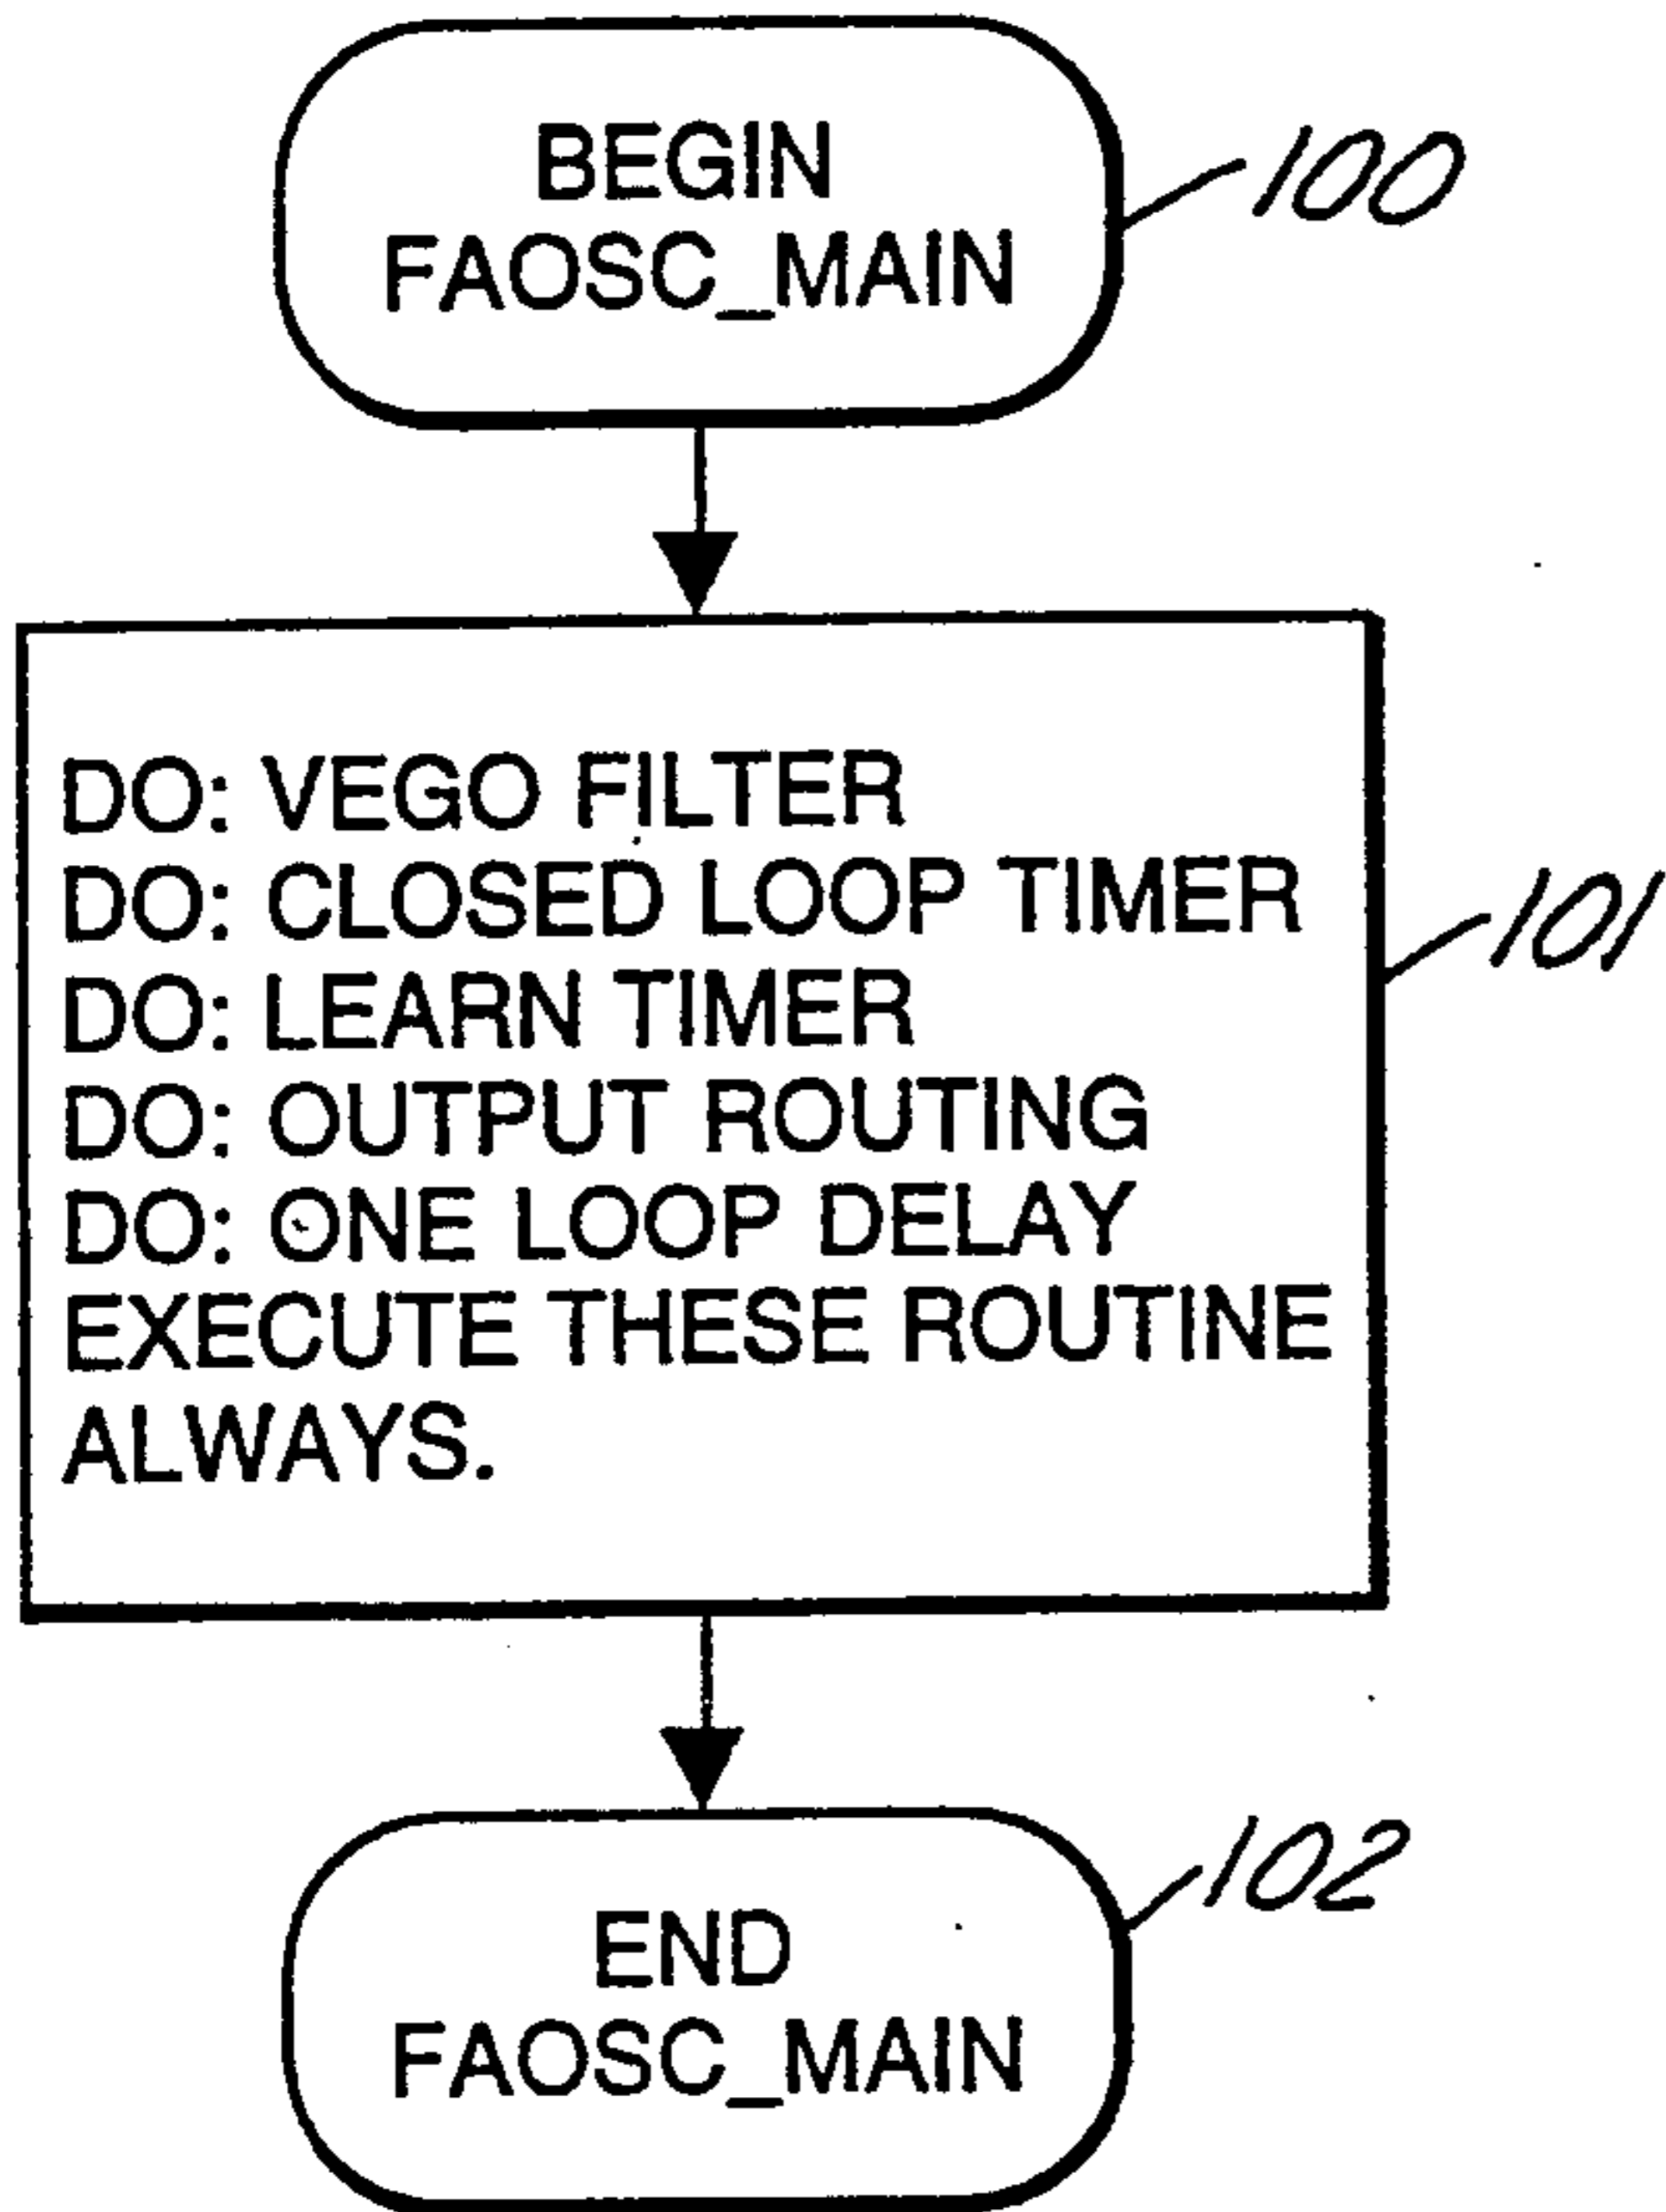 BEGIN
FAOSC_MAIN
100
DO: VEGO FILTER
DO: CLOSED LOOP TIMER
DO: LEARN TIMER
DO: OUTPUT ROUTING
DO: ONE LOOP DELAY
EXECUTE THESE ROUTINE
ALWAYS.
101
END
FAOSC_MAIN
102